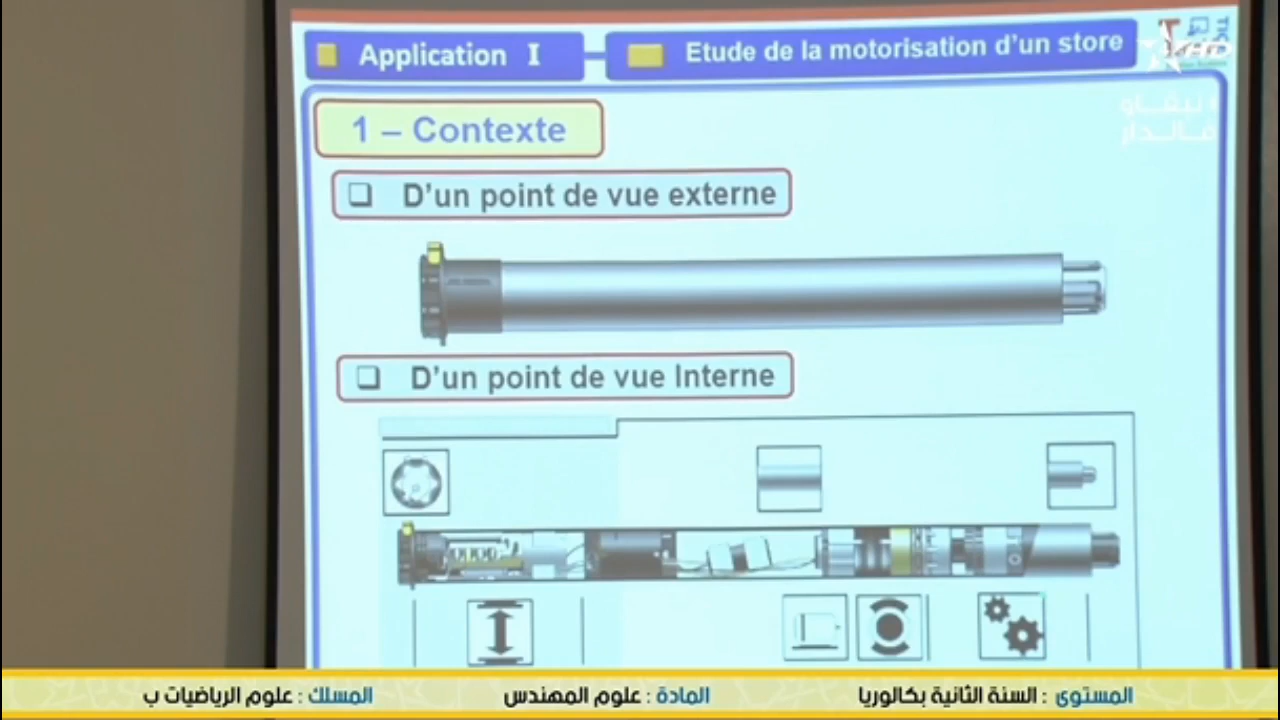 Application I
Etude de la motorisation d'un store
HD
1 – Contexte
❑ D'un point de vue externe
❑ D'un point de vue Interne
المستوى : السنة الثانية بكالوريا
المادة : علوم المهندس
المسلك : علوم الرياضيات ب